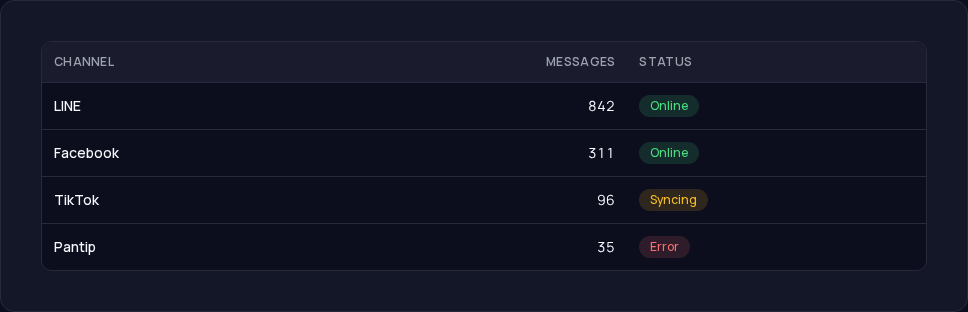 CHANNEL MESSAGES STATUS
LINE 842 Online
Facebook 311 Online
TikTok 96 Syncing
Pantip 35 Error